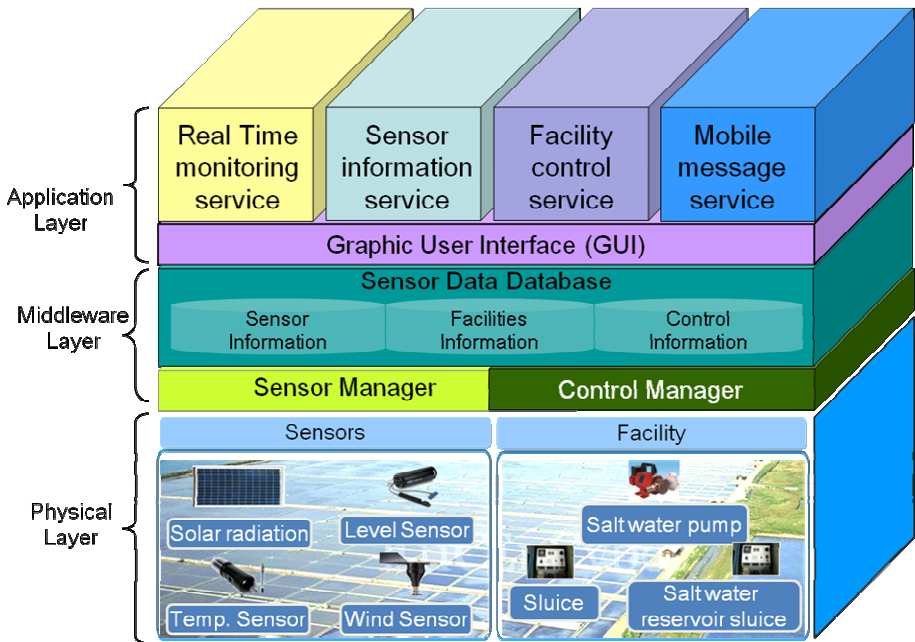 Real Time
monitoring
service
Sensor
information
service
Facility
control
service
Mobile
message
service
Application
Layer
Graphic User Interface (GUI)
Sensor Data Database
Middleware
Layer
Sensor
Information
Facilities
Information
Control
Information
Sensor Manager
Control Manager
Sensors
Facility
Physical
Layer
Solar radiation
Level Sensor
Salt water pump
Temp. Sensor
Wind Sensor
Sluice
Salt water
reservoir sluice